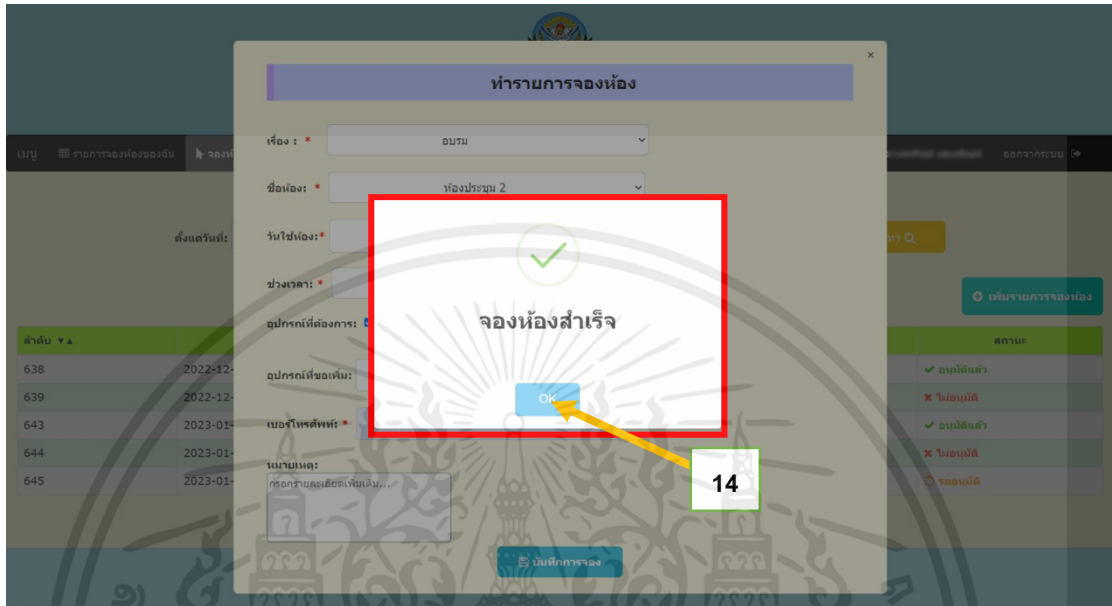 ×
ทำรายการจองห้อง
เรื่อง : * อบรม
เมนู รายการจองห้องของฉัน จองห้ ออกจากระบบ
ชื่อห้อง: * ห้องประชุม 2
ตั้งแต่วันที่: วันใช้ห้อง:*
ช่วงเวลา: *
เพิ่มรายการจองห้อง
อุปกรณ์ที่ต้องการ:
จองห้องสำเร็จ
ลำดับ ▼▲ สถานะ
638 2022-12- อนุมัติแล้ว
อุปกรณ์ที่ขอเพิ่ม:
639 2022-12- ไม่อนุมัติ
OK
643 2023-01- อนุมัติแล้ว
เบอร์โทรศัพท์: *
644 2023-01- ไม่อนุมัติ
หมายเหตุ:
645 2023-01- รออนุมัติ
กรอกรายละเอียดเพิ่มเติม...
14
บันทึกการจอง